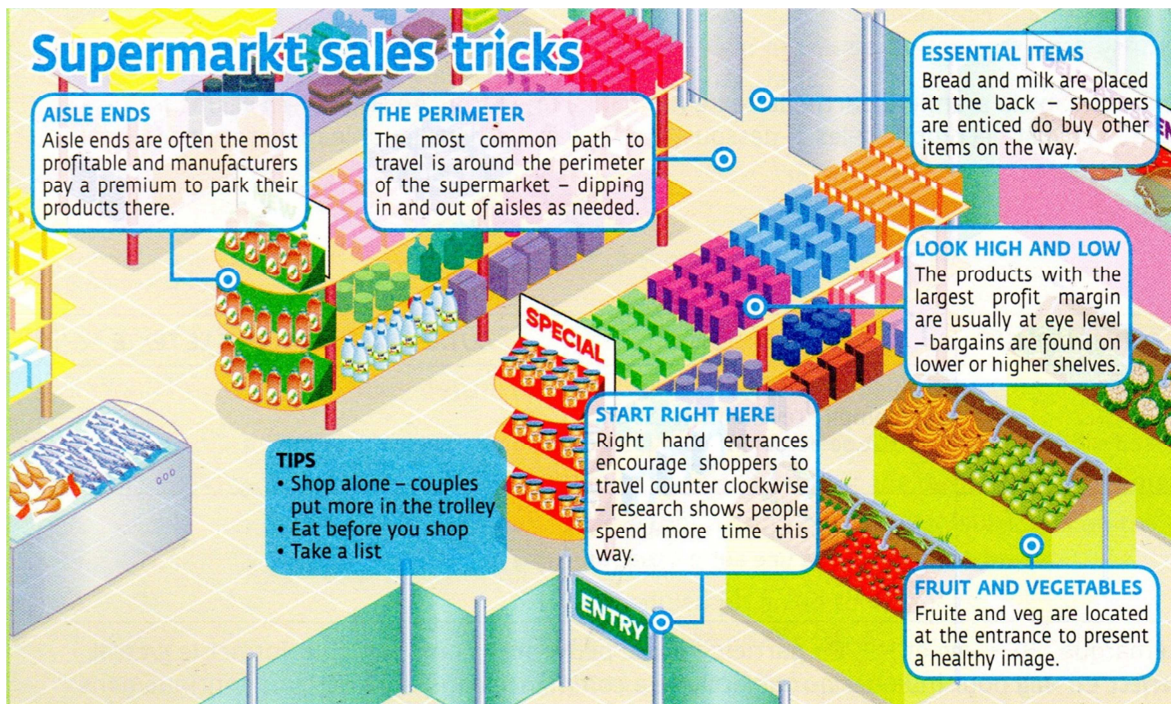 Supermarkt sales tricks
AISLE ENDS
Aisle ends are often the most
profitable and manufacturers
pay a premium to park their
products there.
THE PERIMETER
The most common path to
travel is around the perimeter
of the supermarket – dipping
in and out of aisles as needed.
ESSENTIAL ITEMS
Bread and milk are placed
at the back – shoppers
are enticed do buy other
items on the way.
LOOK HIGH AND LOW
The products with the
largest profit margin
are usually at eye level
– bargains are found on
lower or higher shelves.
SPECIAL
START RIGHT HERE
Right hand entrances
encourage shoppers to
travel counter clockwise
– research shows people
spend more time this
way.
TIPS
• Shop alone – couples
put more in the trolley
• Eat before you shop
• Take a list
ENTRY
FRUIT AND VEGETABLES
Fruite and veg are located
at the entrance to present
a healthy image.